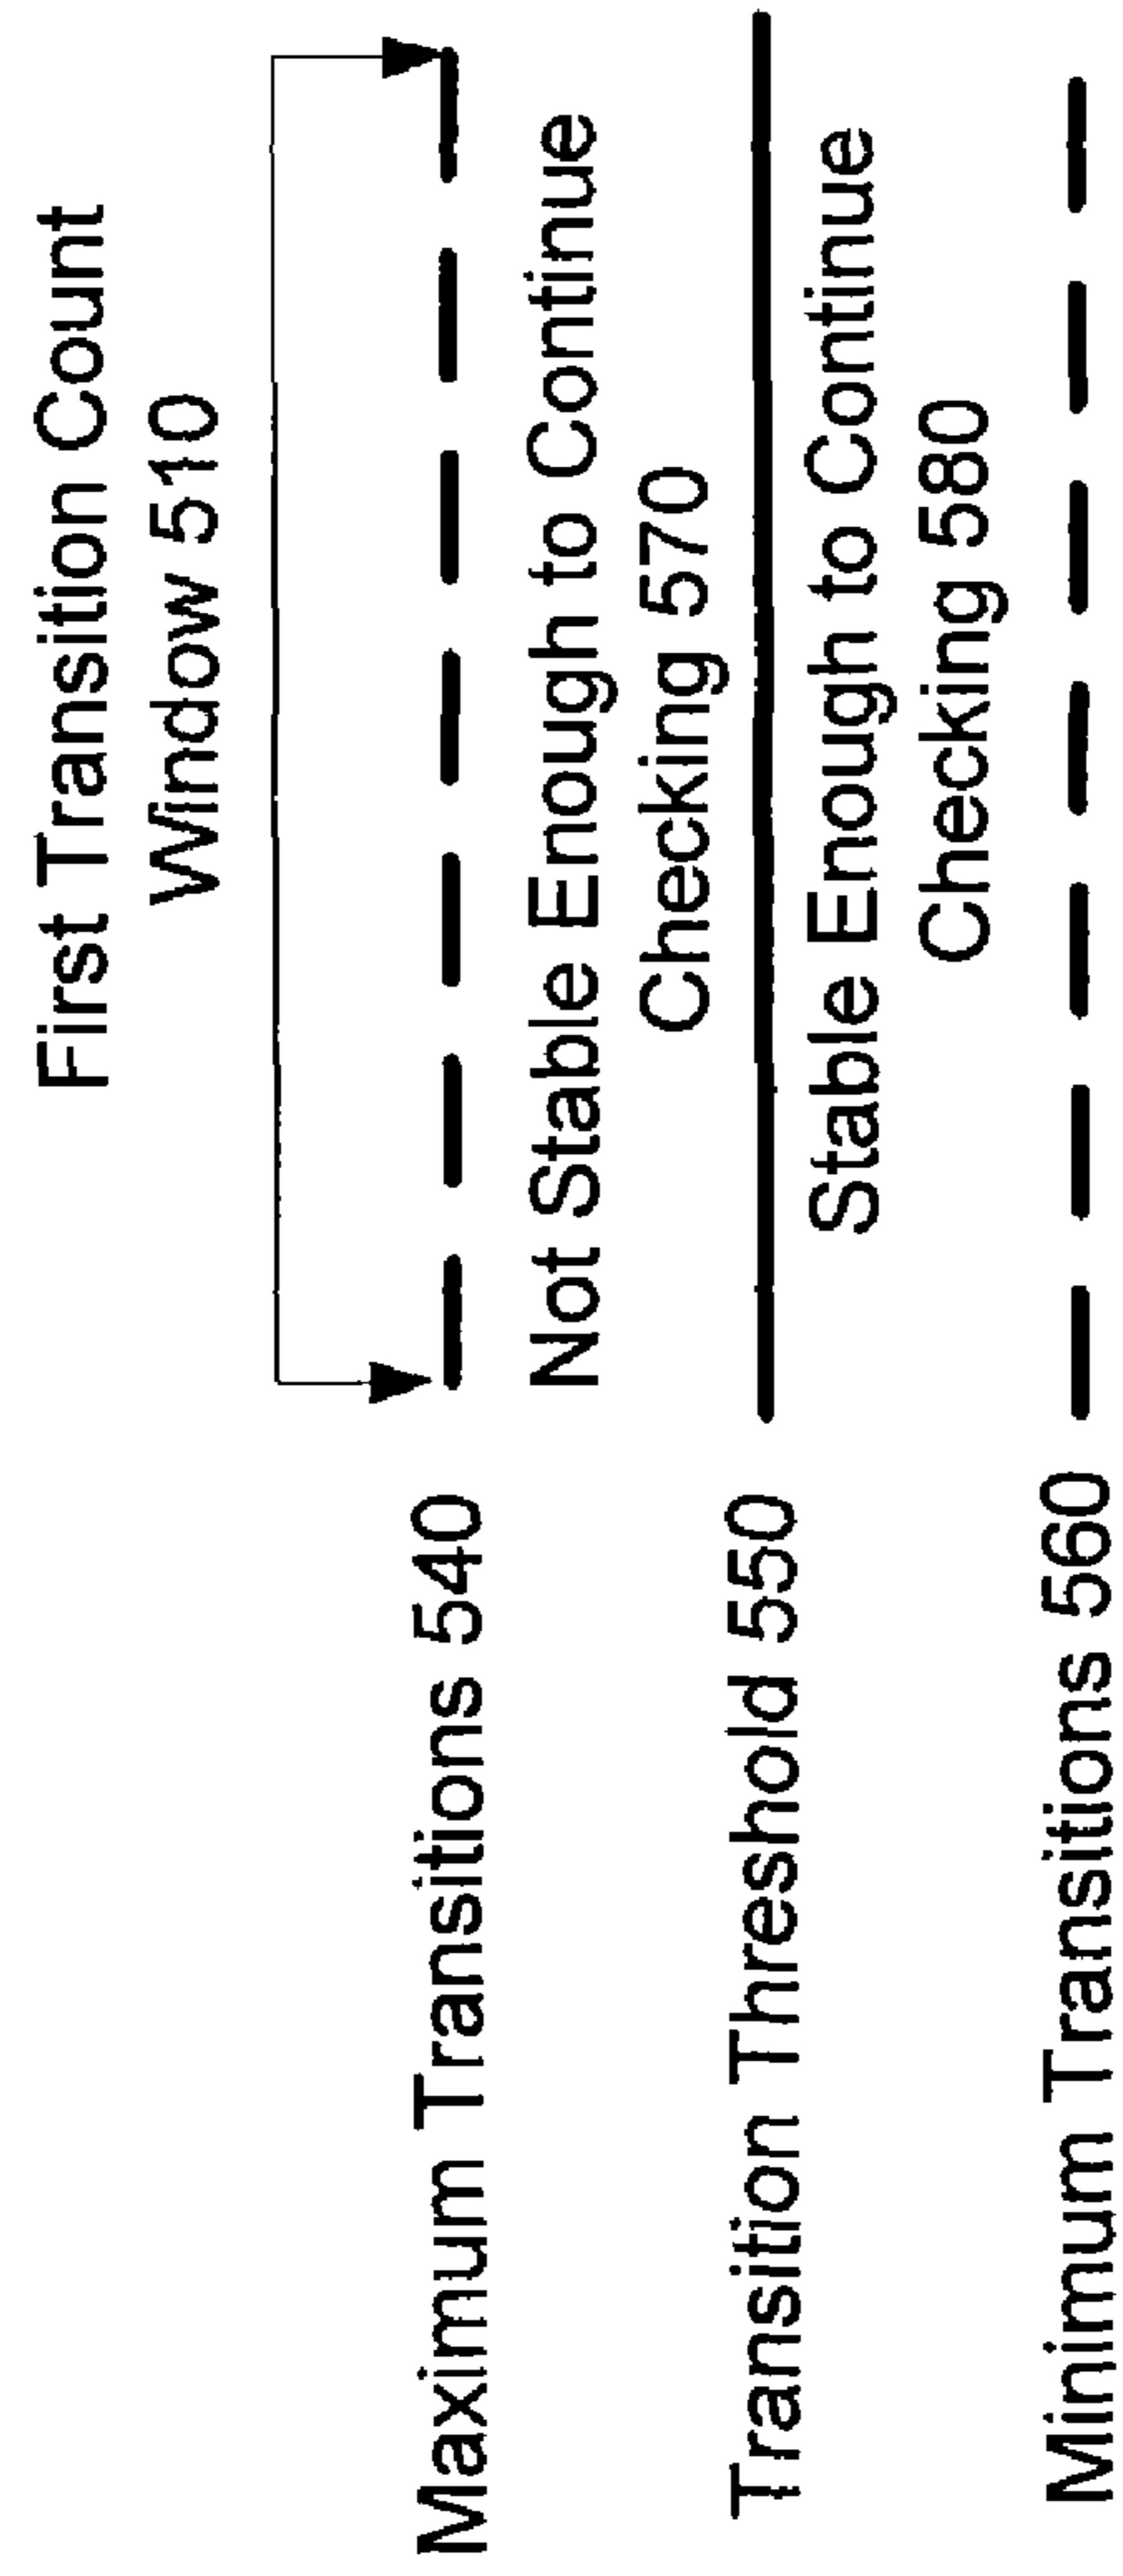 First Transition Count
Window 510
Maximum Transitions 540
Not Stable Enough to Continue
Checking 570
Transition Threshold 550
Stable Enough to Continue
Checking 580
Minimum Transitions 560